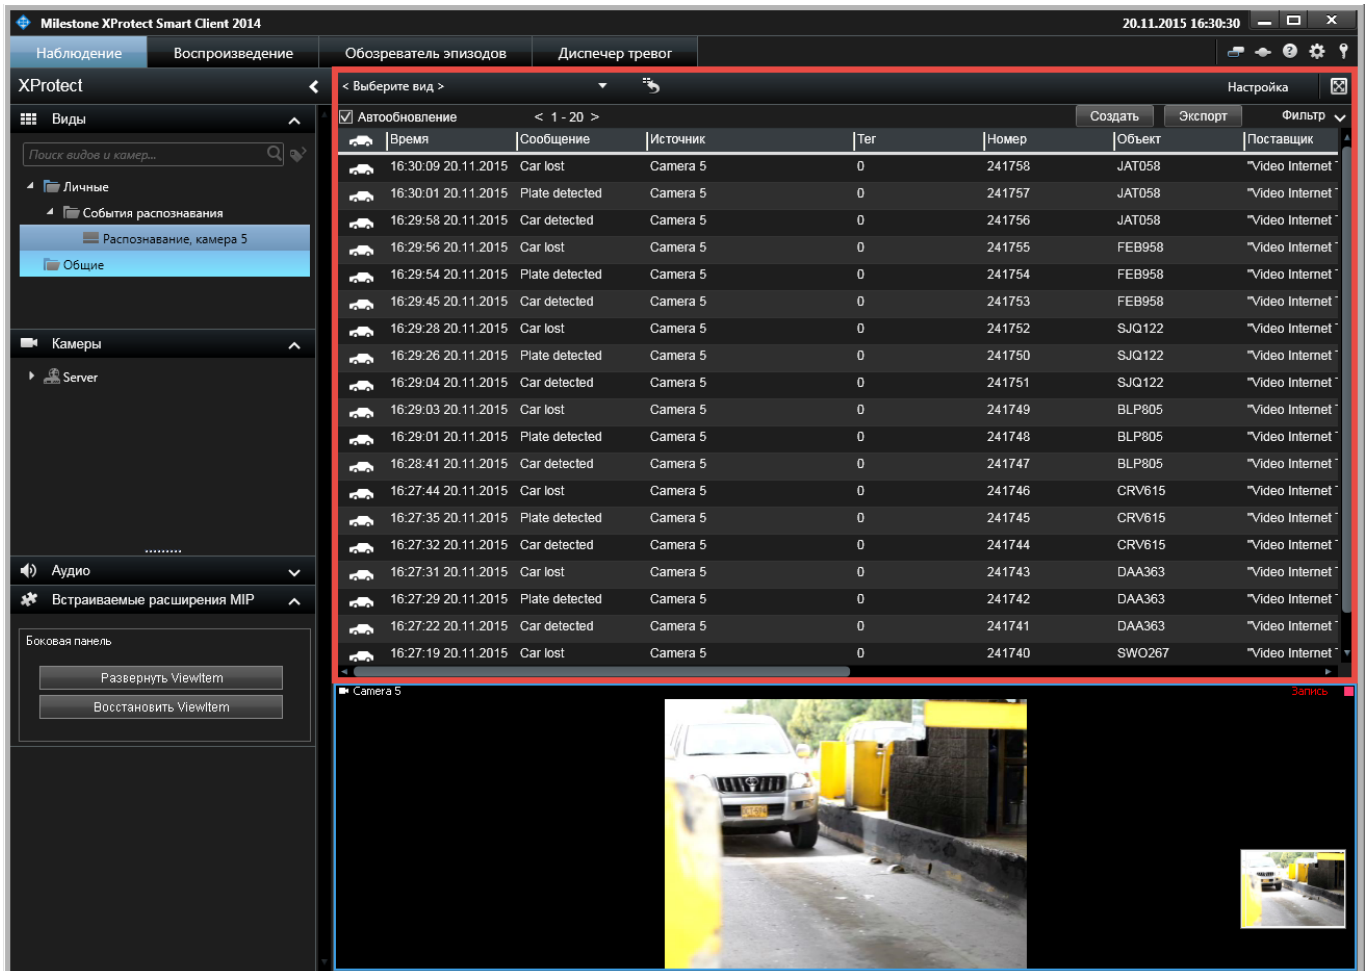 Milestone XProtect Smart Client 2014
20.11.2015 16:30:30
Наблюдение Воспроизведение Обозреватель эпизодов Диспечер тревог
XProtect
< Выберите вид >
Настройка
Виды
Автообновление < 1 - 20 > Создать Экспорт Фильтр
Поиск видов и камер...
Личные
События распознавания
Распознавание, камера 5
Общие
Камеры
Server
Аудио
Встраиваемые расширения MIP
Боковая панель
Развернуть ViewItem
Восстановить ViewItem
Время Сообщение Источник Тег Номер Объект Поставщик
16:30:09 20.11.2015 Car lost Camera 5 0 241758 JAT058 "Video Internet
16:30:01 20.11.2015 Plate detected Camera 5 0 241757 JAT058 "Video Internet
16:29:58 20.11.2015 Car detected Camera 5 0 241756 JAT058 "Video Internet
16:29:56 20.11.2015 Car lost Camera 5 0 241755 FEB958 "Video Internet
16:29:54 20.11.2015 Plate detected Camera 5 0 241754 FEB958 "Video Internet
16:29:45 20.11.2015 Car detected Camera 5 0 241753 FEB958 "Video Internet
16:29:28 20.11.2015 Car lost Camera 5 0 241752 SJQ122 "Video Internet
16:29:26 20.11.2015 Plate detected Camera 5 0 241750 SJQ122 "Video Internet
16:29:04 20.11.2015 Car detected Camera 5 0 241751 SJQ122 "Video Internet
16:29:03 20.11.2015 Car lost Camera 5 0 241749 BLP805 "Video Internet
16:29:01 20.11.2015 Plate detected Camera 5 0 241748 BLP805 "Video Internet
16:28:41 20.11.2015 Car detected Camera 5 0 241747 BLP805 "Video Internet
16:27:44 20.11.2015 Car lost Camera 5 0 241746 CRV615 "Video Internet
16:27:35 20.11.2015 Plate detected Camera 5 0 241745 CRV615 "Video Internet
16:27:32 20.11.2015 Car detected Camera 5 0 241744 CRV615 "Video Internet
16:27:31 20.11.2015 Car lost Camera 5 0 241743 DAA363 "Video Internet
16:27:29 20.11.2015 Plate detected Camera 5 0 241742 DAA363 "Video Internet
16:27:22 20.11.2015 Car detected Camera 5 0 241741 DAA363 "Video Internet
16:27:19 20.11.2015 Car lost Camera 5 0 241740 SWO267 "Video Internet
Camera 5
Запись